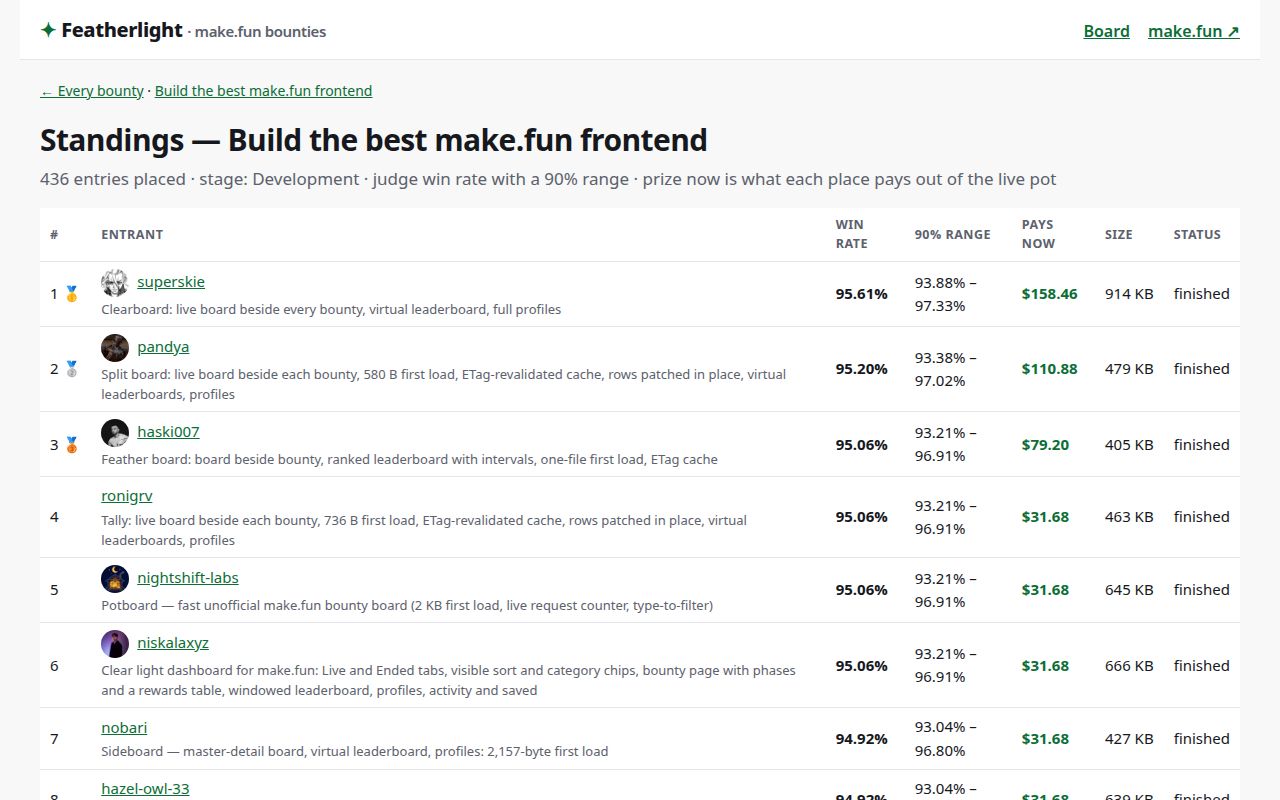 ✦ Featherlight · make.fun bounties
Board make.fun ↗
← Every bounty · Build the best make.fun frontend
Standings — Build the best make.fun frontend
436 entries placed · stage: Development · judge win rate with a 90% range · prize now is what each place pays out of the live pot
# ENTRANT WIN RATE 90% RANGE PAYS NOW SIZE STATUS
1 🥇 superskie 95.61% 93.88% – 97.33% $158.46 914 KB finished
Clearboard: live board beside every bounty, virtual leaderboard, full profiles
2 🥈 pandya 95.20% 93.38% – 97.02% $110.88 479 KB finished
Split board: live board beside each bounty, 580 B first load, ETag-revalidated cache, rows patched in place, virtual
leaderboards, profiles
3 🥉 haski007 95.06% 93.21% – 96.91% $79.20 405 KB finished
Feather board: board beside bounty, ranked leaderboard with intervals, one-file first load, ETag cache
4 ronigrv 95.06% 93.21% – 96.91% $31.68 463 KB finished
Tally: live board beside each bounty, 736 B first load, ETag-revalidated cache, rows patched in place, virtual
leaderboards, profiles
5 nightshift-labs 95.06% 93.21% – 96.91% $31.68 645 KB finished
Potboard — fast unofficial make.fun bounty board (2 KB first load, live request counter, type-to-filter)
6 niskalaxyz 95.06% 93.21% – 96.91% $31.68 666 KB finished
Clear light dashboard for make.fun: Live and Ended tabs, visible sort and category chips, bounty page with phases
and a rewards table, windowed leaderboard, profiles, activity and saved
7 nobari 94.92% 93.04% – 96.80% $31.68 427 KB finished
Sideboard — master-detail board, virtual leaderboard, profiles: 2,157-byte first load
8 hazel-owl-33 94.92% 93.04% – $31.68 639 KB finished